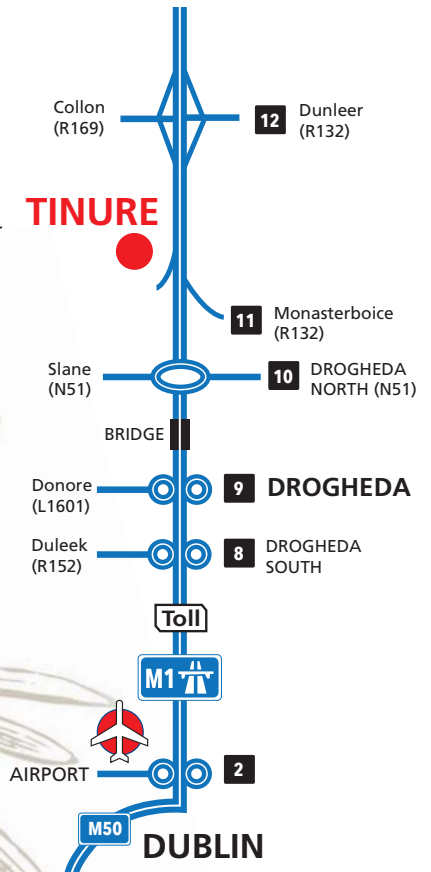 Collon
(R169)
12 Dunleer
(R132)
TINURE
11 Monasterboice
(R132)
Slane
(N51)
10 DROGHEDA
NORTH (N51)
BRIDGE
Donore
(L1601)
9 DROGHEDA
Duleek
(R152)
8 DROGHEDA
SOUTH
Toll
M1
AIRPORT
2
M50
DUBLIN